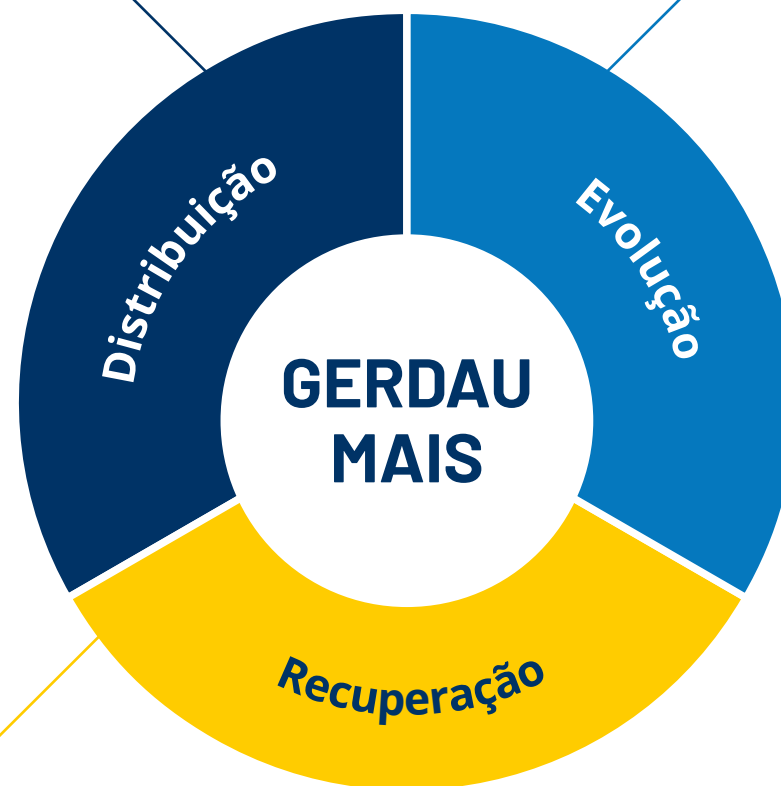 Distribuição
Evolução
GERDAU
MAIS
Recuperação